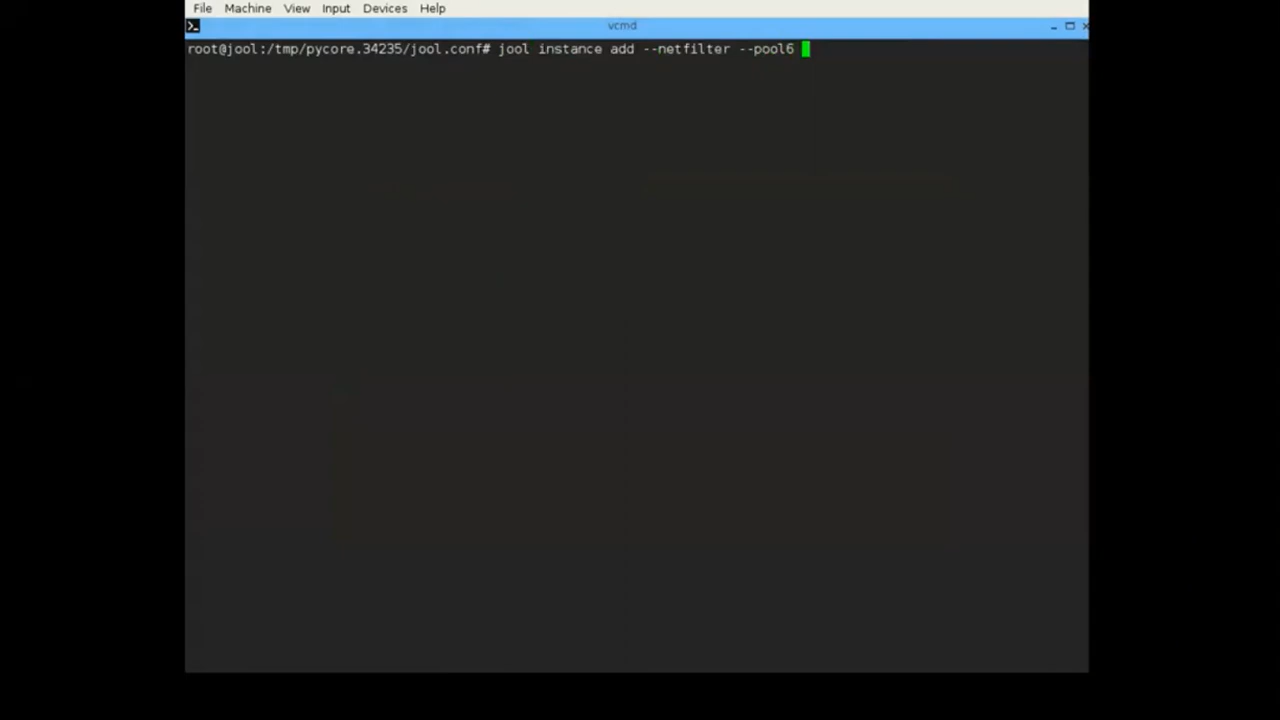 File Machine View Input Devices Help
vcmd
root@jool:/tmp/pycore.34235/jool.conf# jool instance add --netfilter --pool6